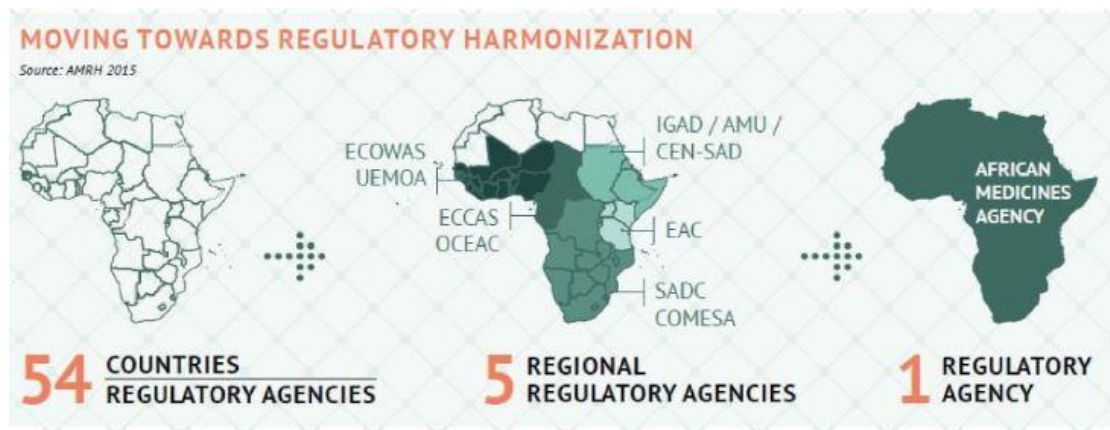 MOVING TOWARDS REGULATORY HARMONIZATION
Source: AMRH 2015
ECOWAS
UEMOA
ECCAS
OCEAC
IGAD / AMU /
CEN-SAD
EAC
SADC
COMESA
AFRICAN
MEDICINES
AGENCY
54 COUNTRIES
REGULATORY AGENCIES
5 REGIONAL
REGULATORY AGENCIES
1 REGULATORY
AGENCY